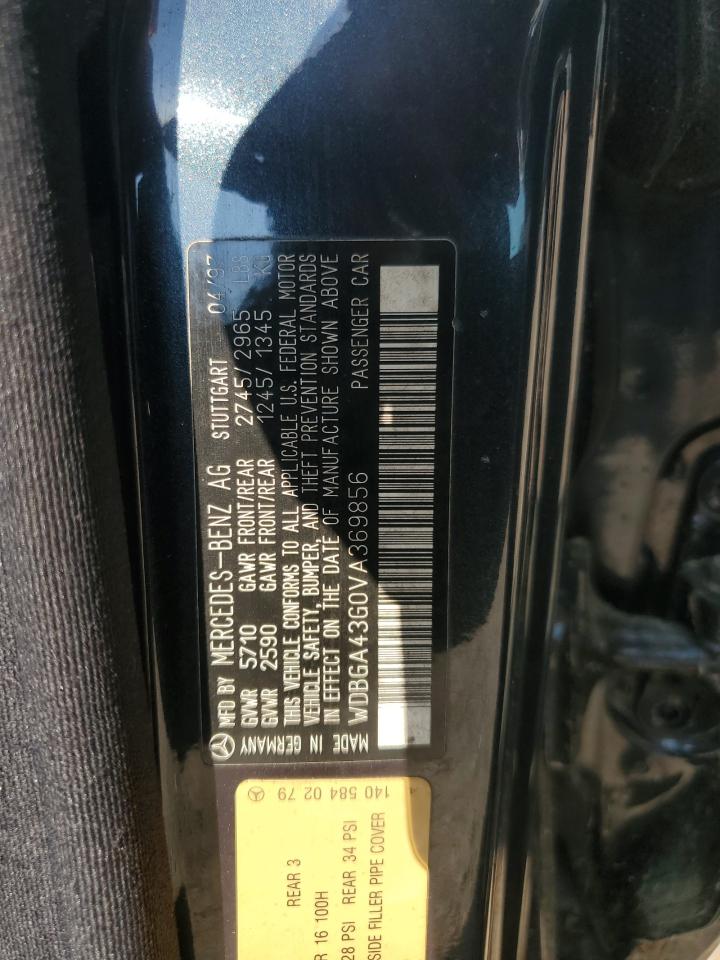 MFD BY MERCEDES-BENZ AG STUTTGART 04/97
GVWR 5710 GAWR FRONT/REAR 2745/2965 LBS
GVWR 2590 GAWR FRONT/REAR 1245/1345 KG
THIS VEHICLE CONFORMS TO ALL APPLICABLE U.S. FEDERAL MOTOR
VEHICLE SAFETY, BUMPER, AND THEFT PREVENTION STANDARDS
IN EFFECT ON THE DATE OF MANUFACTURE SHOWN ABOVE
MADE IN GERMANY WDBGA43G0VA369856 PASSENGER CAR
140 584 02 79
REAR 3
R 16 100H
28 PSI REAR 34 PSI
SIDE FILLER PIPE COVER